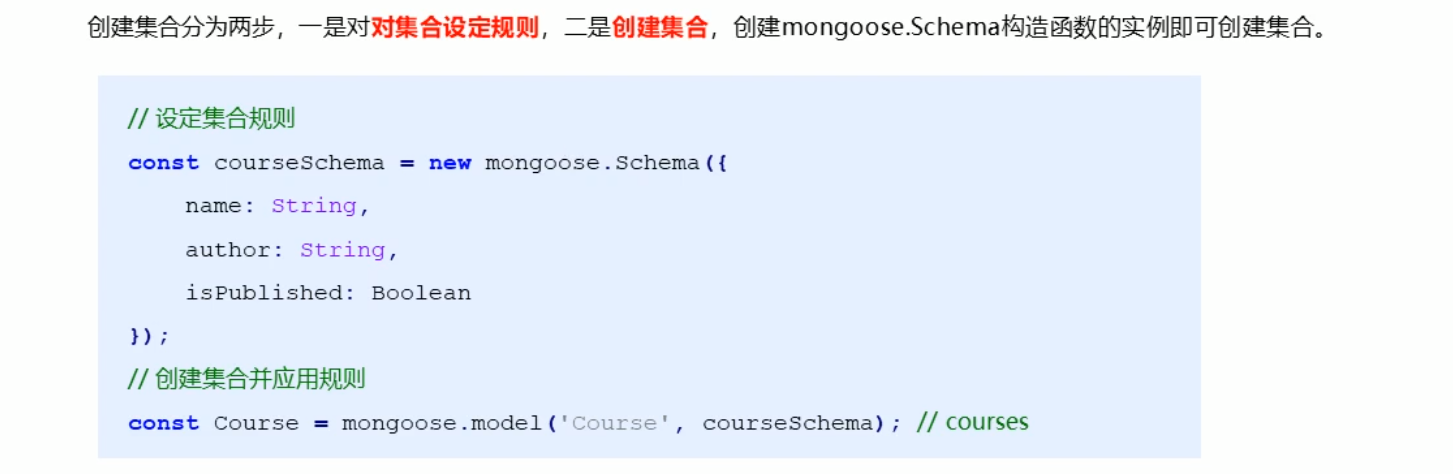 创建集合分为两步，一是对对集合设定规则，二是创建集合，创建mongoose.Schema构造函数的实例即可创建集合。
// 设定集合规则
const courseSchema = new mongoose.Schema({
    name: String,
    author: String,
    isPublished: Boolean
});
// 创建集合并应用规则
const Course = mongoose.model('Course', courseSchema); // courses